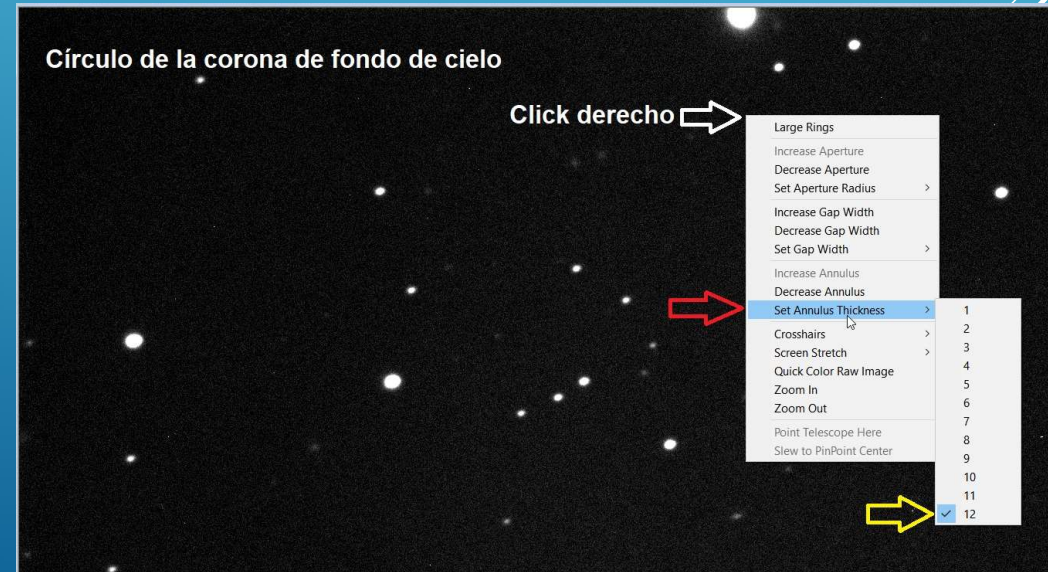 Círculo de la corona de fondo de cielo
Click derecho
Large Rings
Increase Aperture
Decrease Aperture
Set Aperture Radius
Increase Gap Width
Decrease Gap Width
Set Gap Width
Increase Annulus
Decrease Annulus
Set Annulus Thickness
Crosshairs
Screen Stretch
Quick Color Raw Image
Zoom In
Zoom Out
Point Telescope Here
Slew to PinPoint Center
1
2
3
4
5
6
7
8
9
10
11
12